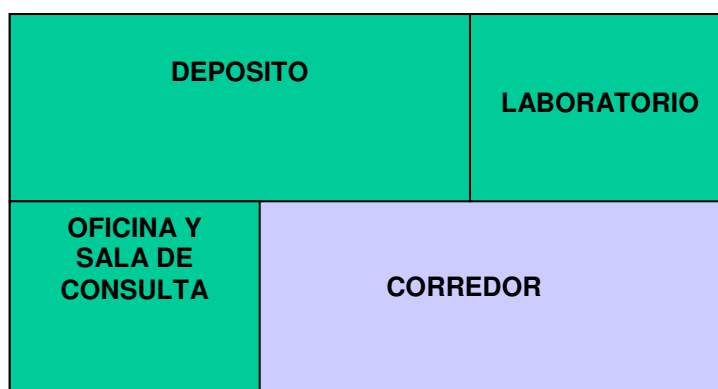 DEPOSITO
LABORATORIO
OFICINA Y
SALA DE
CONSULTA
CORREDOR